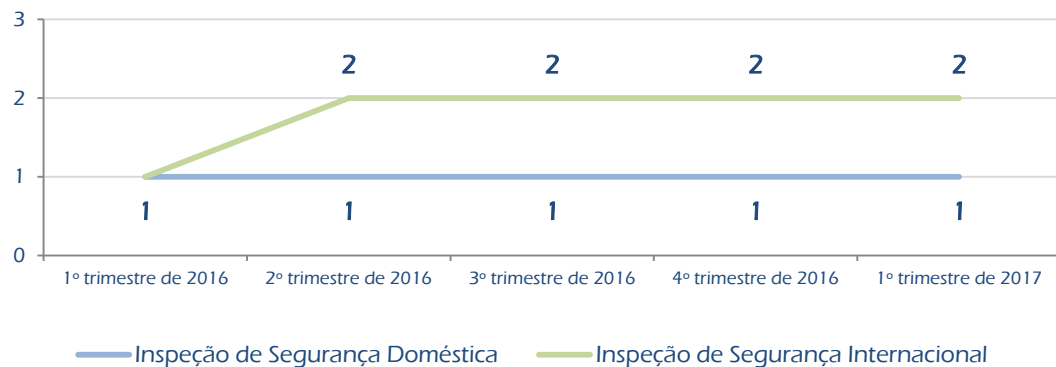 3
2 2 2 2
2
1
1 1 1 1 1
0
1º trimestre de 2016 2º trimestre de 2016 3º trimestre de 2016 4º trimestre de 2016 1º trimestre de 2017
Inspeção de Segurança Doméstica Inspeção de Segurança Internacional